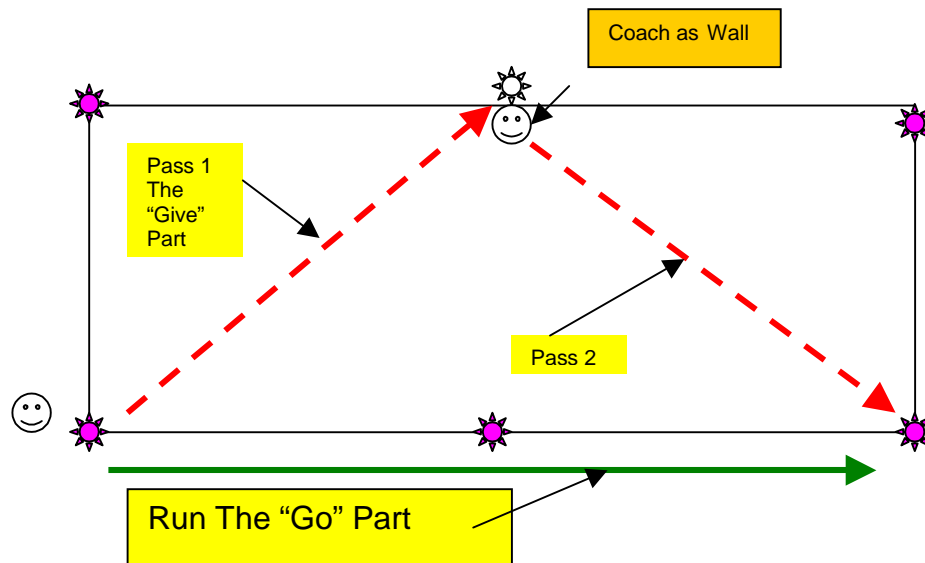 Coach as Wall
Pass 1
The
“Give”
Part
Pass 2
Run The “Go” Part